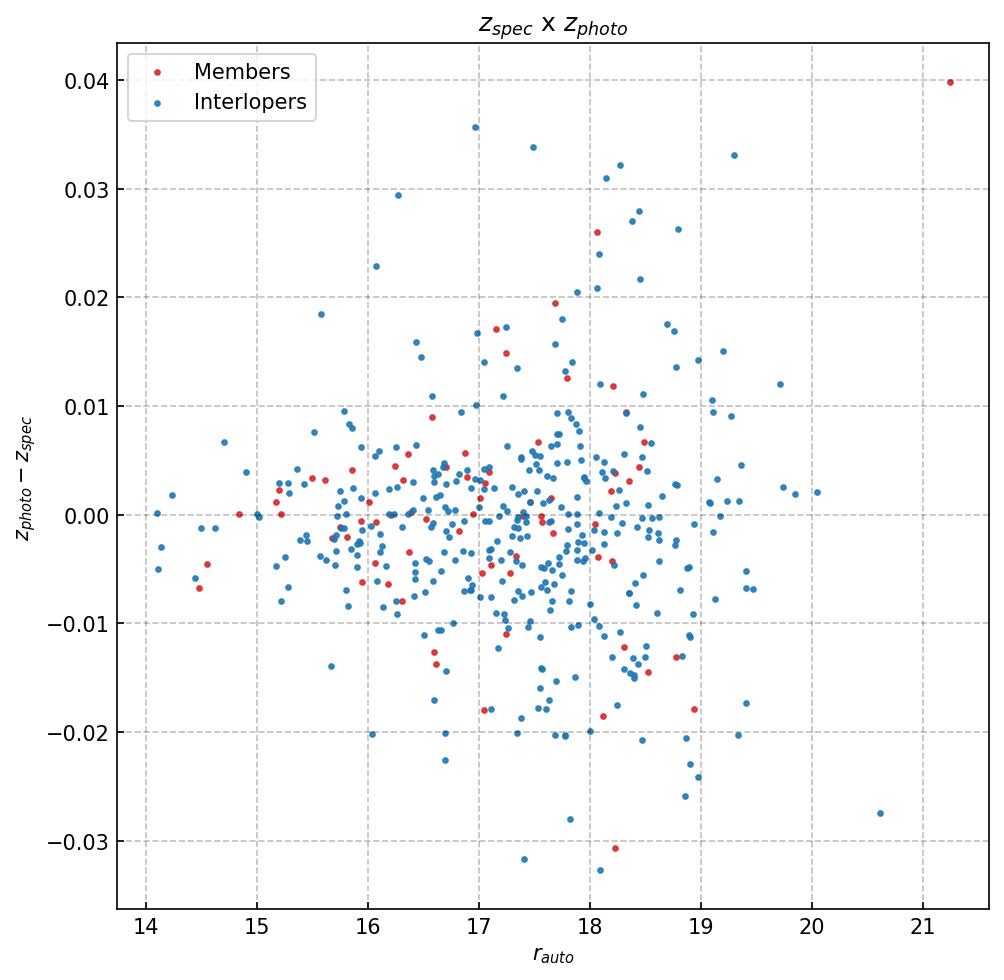 z_spec x z_photo
Members
Interlopers
0.04
0.03
0.02
0.01
0.00
−0.01
−0.02
−0.03
z_photo − z_spec
14 15 16 17 18 19 20 21
r_auto